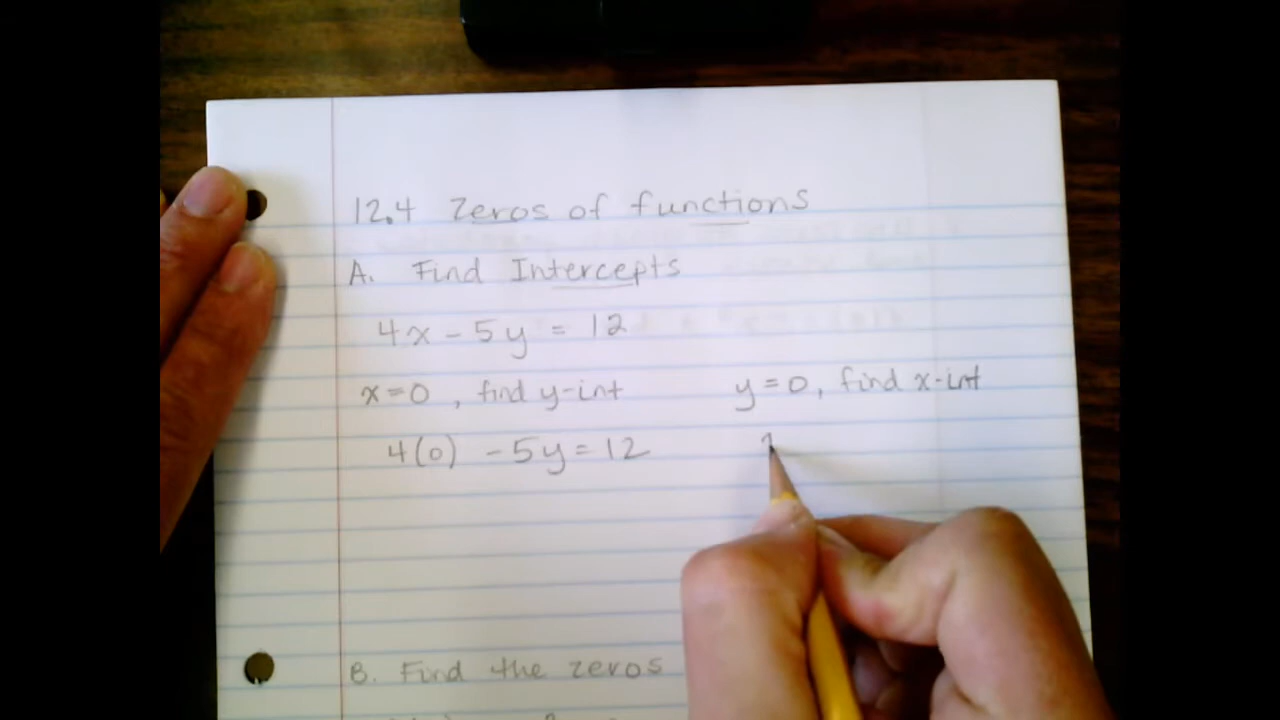 12.4 Zeros of functions
A. Find Intercepts
4x - 5y = 12
x = 0 , find y-int
y = 0, find x-int
4(0) - 5y = 12
B. Find the zeros